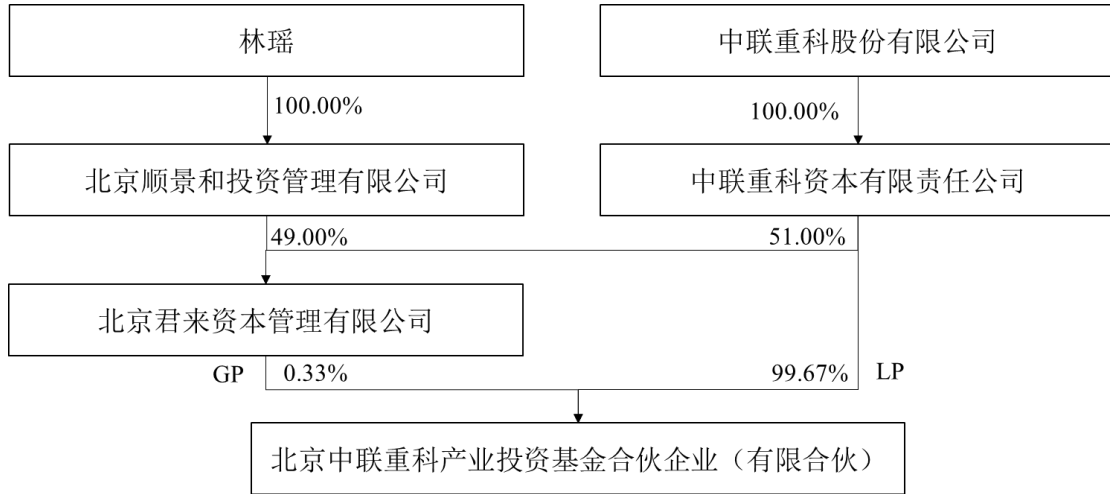 林瑶
中联重科股份有限公司
100.00%
100.00%
北京顺景和投资管理有限公司
中联重科资本有限责任公司
49.00%
51.00%
北京君来资本管理有限公司
GP
0.33%
99.67%
LP
北京中联重科产业投资基金合伙企业（有限合伙）